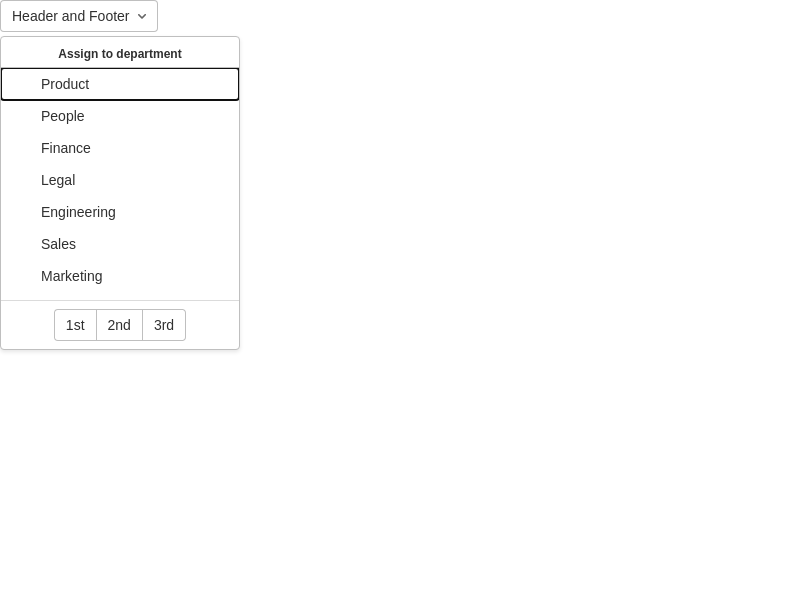 Header and Footer
Assign to department
Product
People
Finance
Legal
Engineering
Sales
Marketing
1st 2nd 3rd